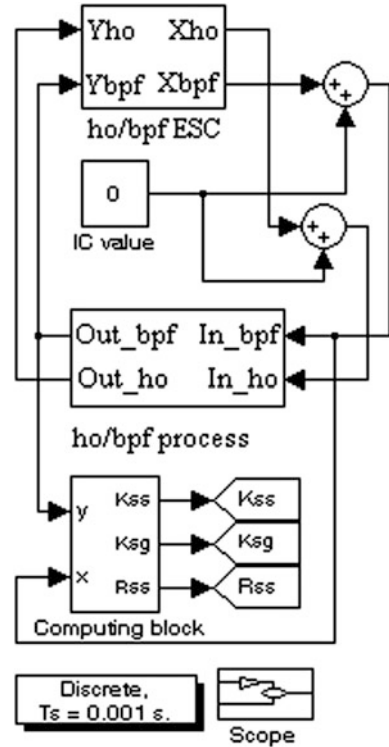 Yho Xho
Ybpf Xbpf
ho/bpf ESC
+
+
0
IC value
+
+
Out_bpf In_bpf
Out_ho In_ho
ho/bpf process
y Kss Kss
Ksg Ksg
x Rss Rss
Computing block
Discrete,
Ts = 0.001 s.
Scope